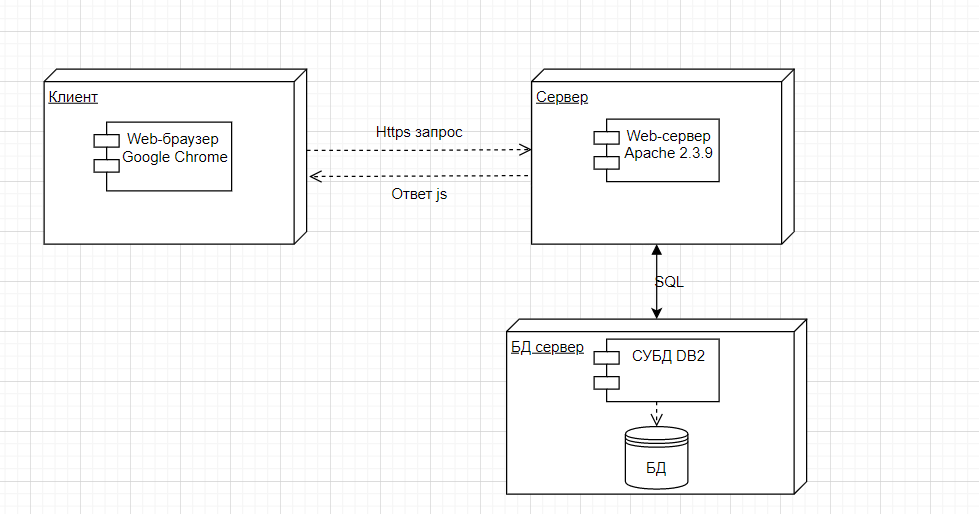 Клиент
Web-браузер
Google Chrome
Https запрос
Ответ js
Сервер
Web-сервер
Apache 2.3.9
SQL
БД сервер
СУБД DB2
БД